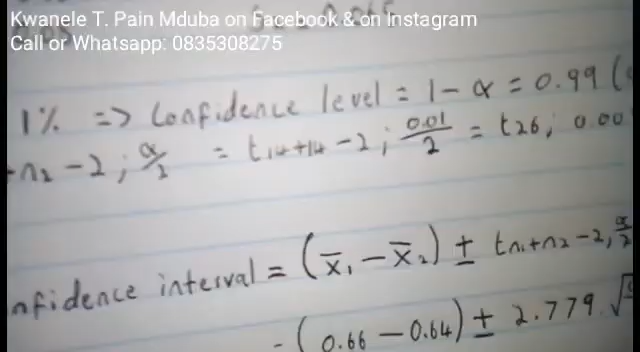 Kwanele T. Pain Mduba on Facebook & on Instagram
Call or Whatsapp: 0835308275
1% => Confidence level = 1 - α = 0.99 (
+n₂ - 2 ; α/2 = t14+14 - 2 ; 0.01/2 = t26, 0.00
nfidence interval = (x̄₁ - x̄₂) ± tn₁+n₂ - 2, α/2
= (0.66 - 0.64) ± 2.779 √